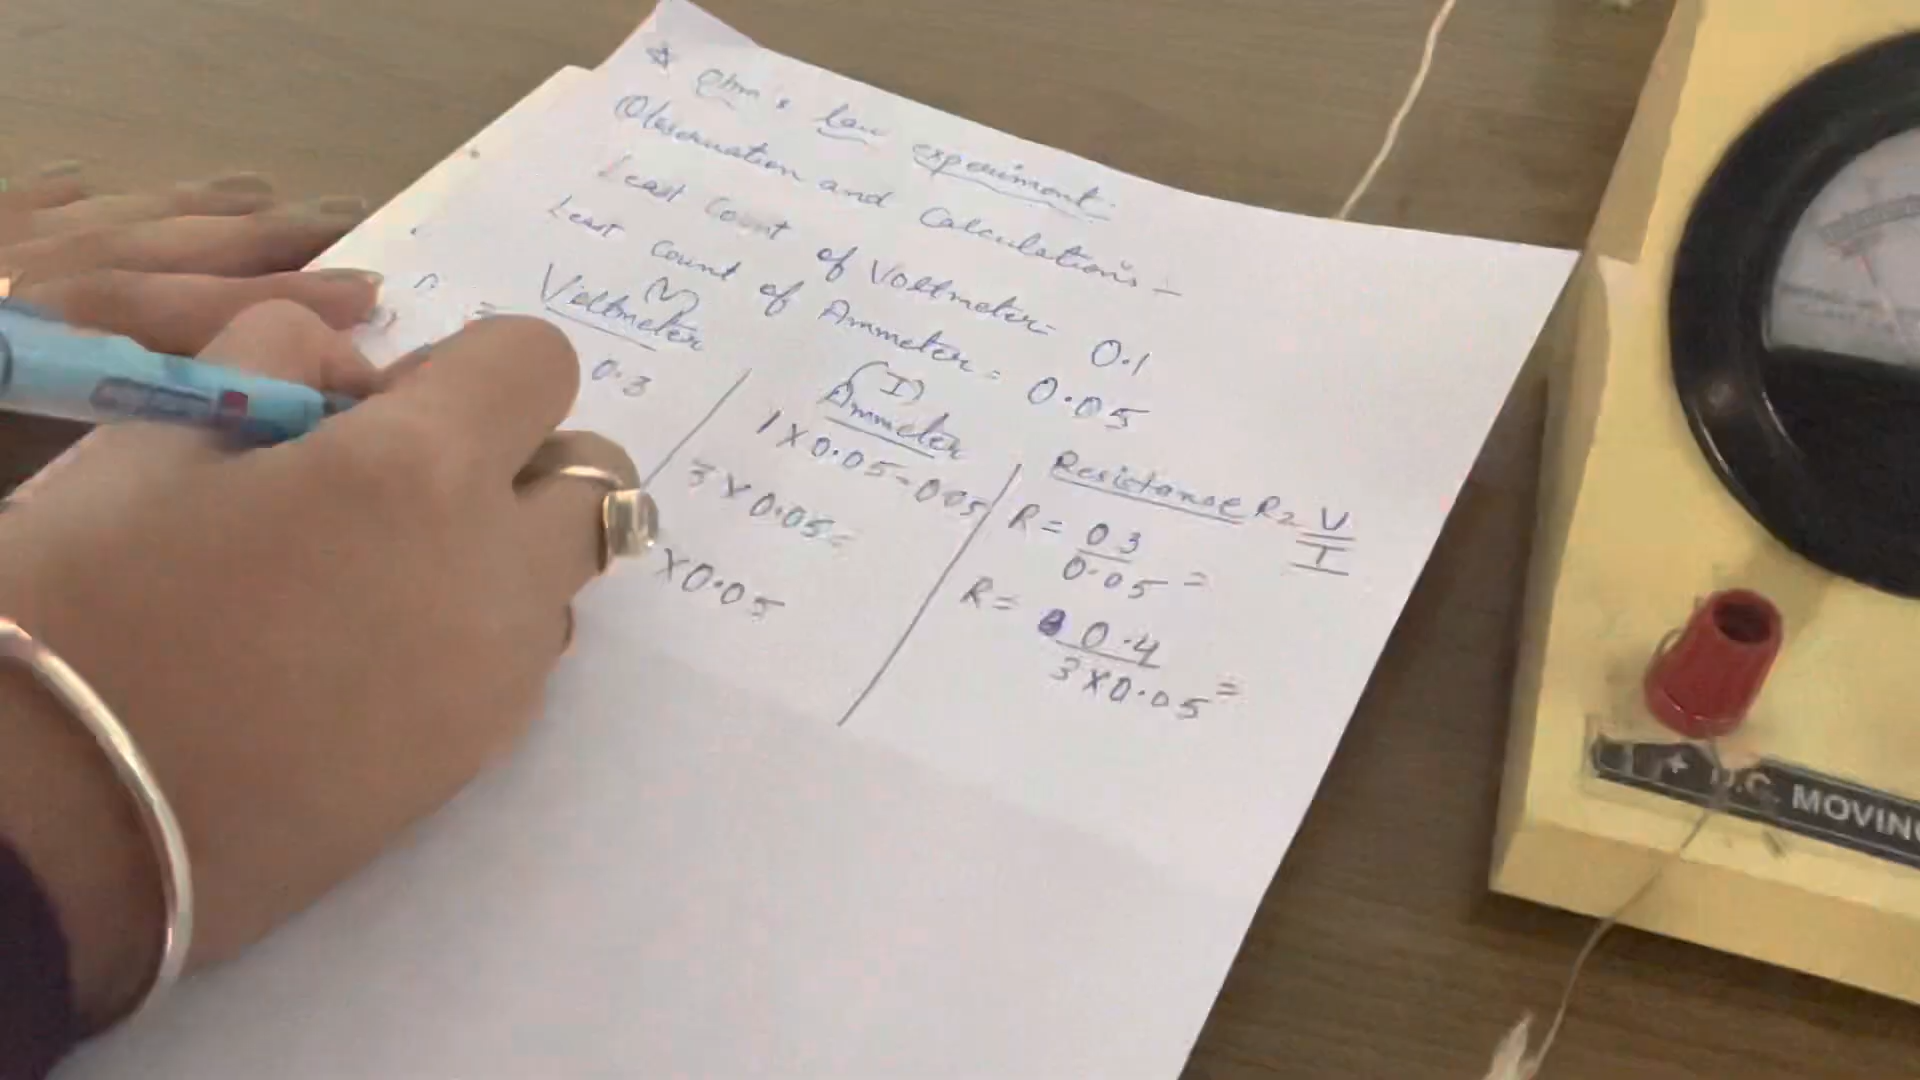 ☆ Ohm's law experiment:
Observation and Calculations -
Least Count of Voltmeter = 0.1
Least count of Ammeter = 0.05
(V)
Voltmeter
0.3
(I)
Ammeter
1 X 0.05 = 0.05
3 X 0.05 =
X 0.05
Resistance R = V/I
R = 0.3/0.05 =
R = 0.4/3X0.05 =
+ D.C. MOVING